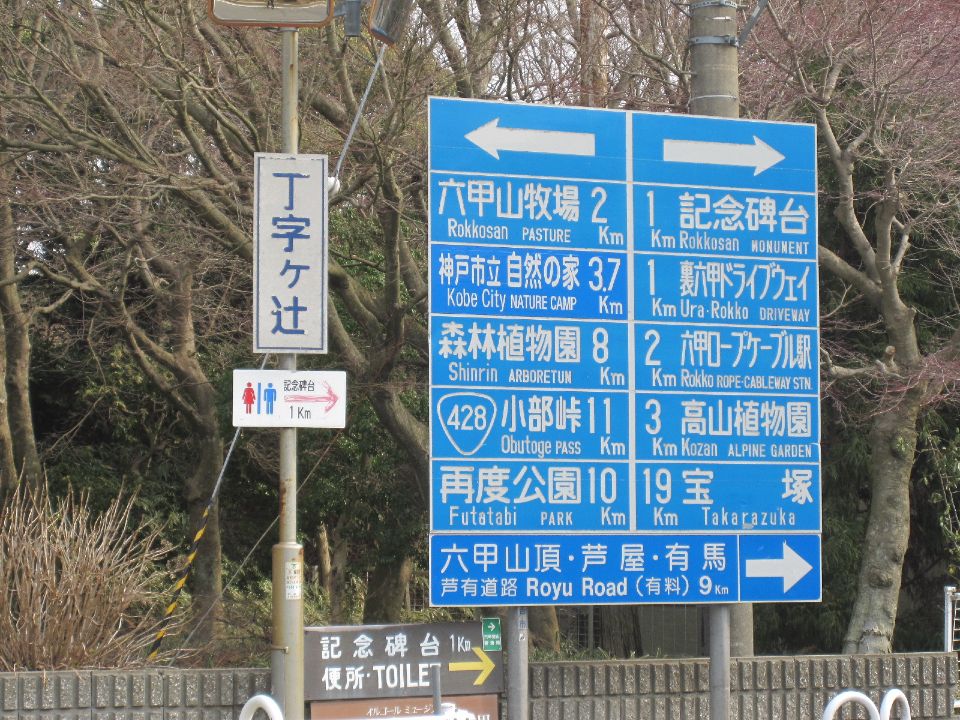 丁字ケ辻
記念碑台
1Km
六甲山牧場 2
Rokkosan PASTURE Km
神戸市立自然の家 3.7
Kobe City NATURE CAMP Km
森林植物園 8
Shinrin ARBORETUN Km
428 小部峠 11
Obutoge PASS Km
再度公園 10
Futatabi PARK Km
1 記念碑台
Km Rokkosan MONUMENT
1 裏六甲ドライブウェイ
Km Ura-Rokko DRIVEWAY
2 六甲ロープケーブル駅
Km Rokko ROPE-CABLEWAY STN.
3 高山植物園
Km Kozan ALPINE GARDEN
19 宝塚
Km Takarazuka
六甲山頂・芦屋・有馬
芦有道路 Royu Road (有料) 9Km
記念碑台 1Km
便所・TOILE